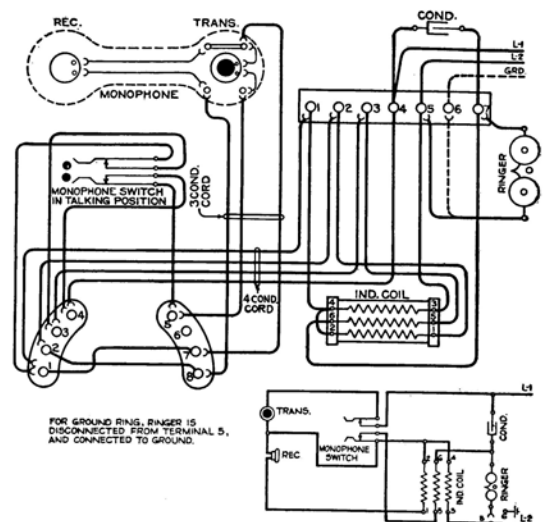 REC.
TRANS.
COND.
L-1
L-2
GRD.
MONOPHONE
1 2 3 4 5 6 7
RINGER
MONOPHONE SWITCH
IN TALKING POSITION
3 COND.
CORD
4 COND.
CORD
IND. COIL
4
3
2
1
5
6
7
8
FOR GROUND RING, RINGER IS
DISCONNECTED FROM TERMINAL 5,
AND CONNECTED TO GROUND.
TRANS.
REC
MONOPHONE
SWITCH
L-1
COND.
IND. COIL
RINGER
L-2